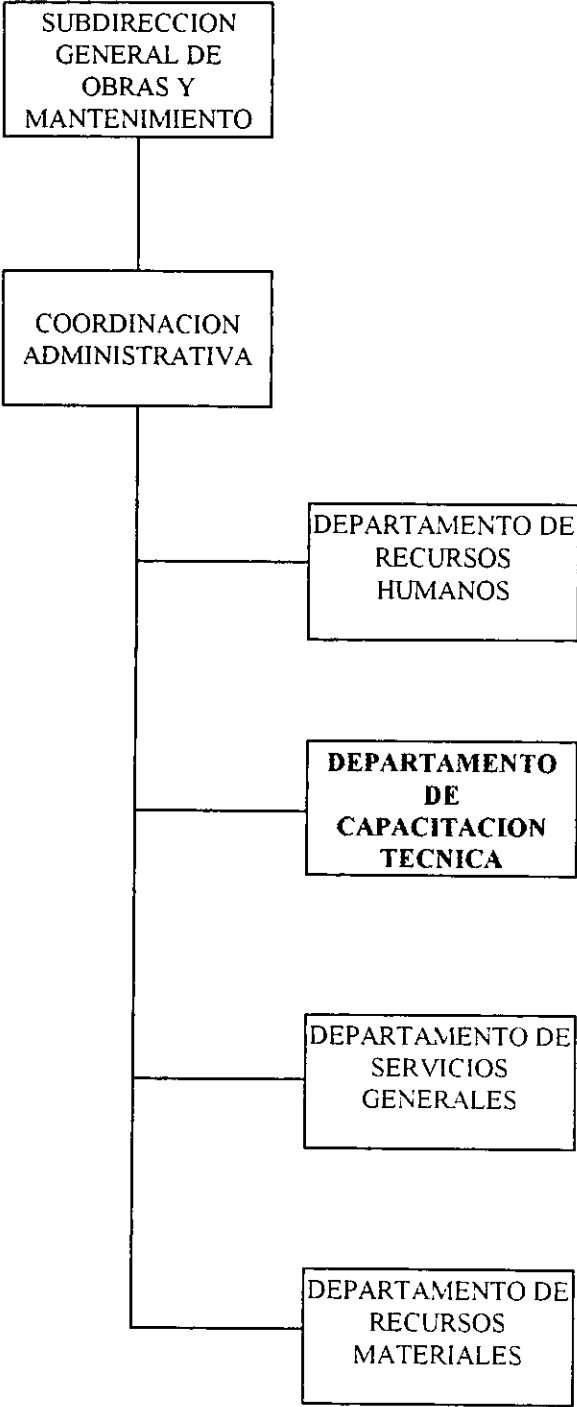 SUBDIRECCION
GENERAL DE
OBRAS Y
MANTENIMIENTO
COORDINACION
ADMINISTRATIVA
DEPARTAMENTO DE
RECURSOS
HUMANOS
DEPARTAMENTO
DE
CAPACITACION
TECNICA
DEPARTAMENTO DE
SERVICIOS
GENERALES
DEPARTAMENTO DE
RECURSOS
MATERIALES